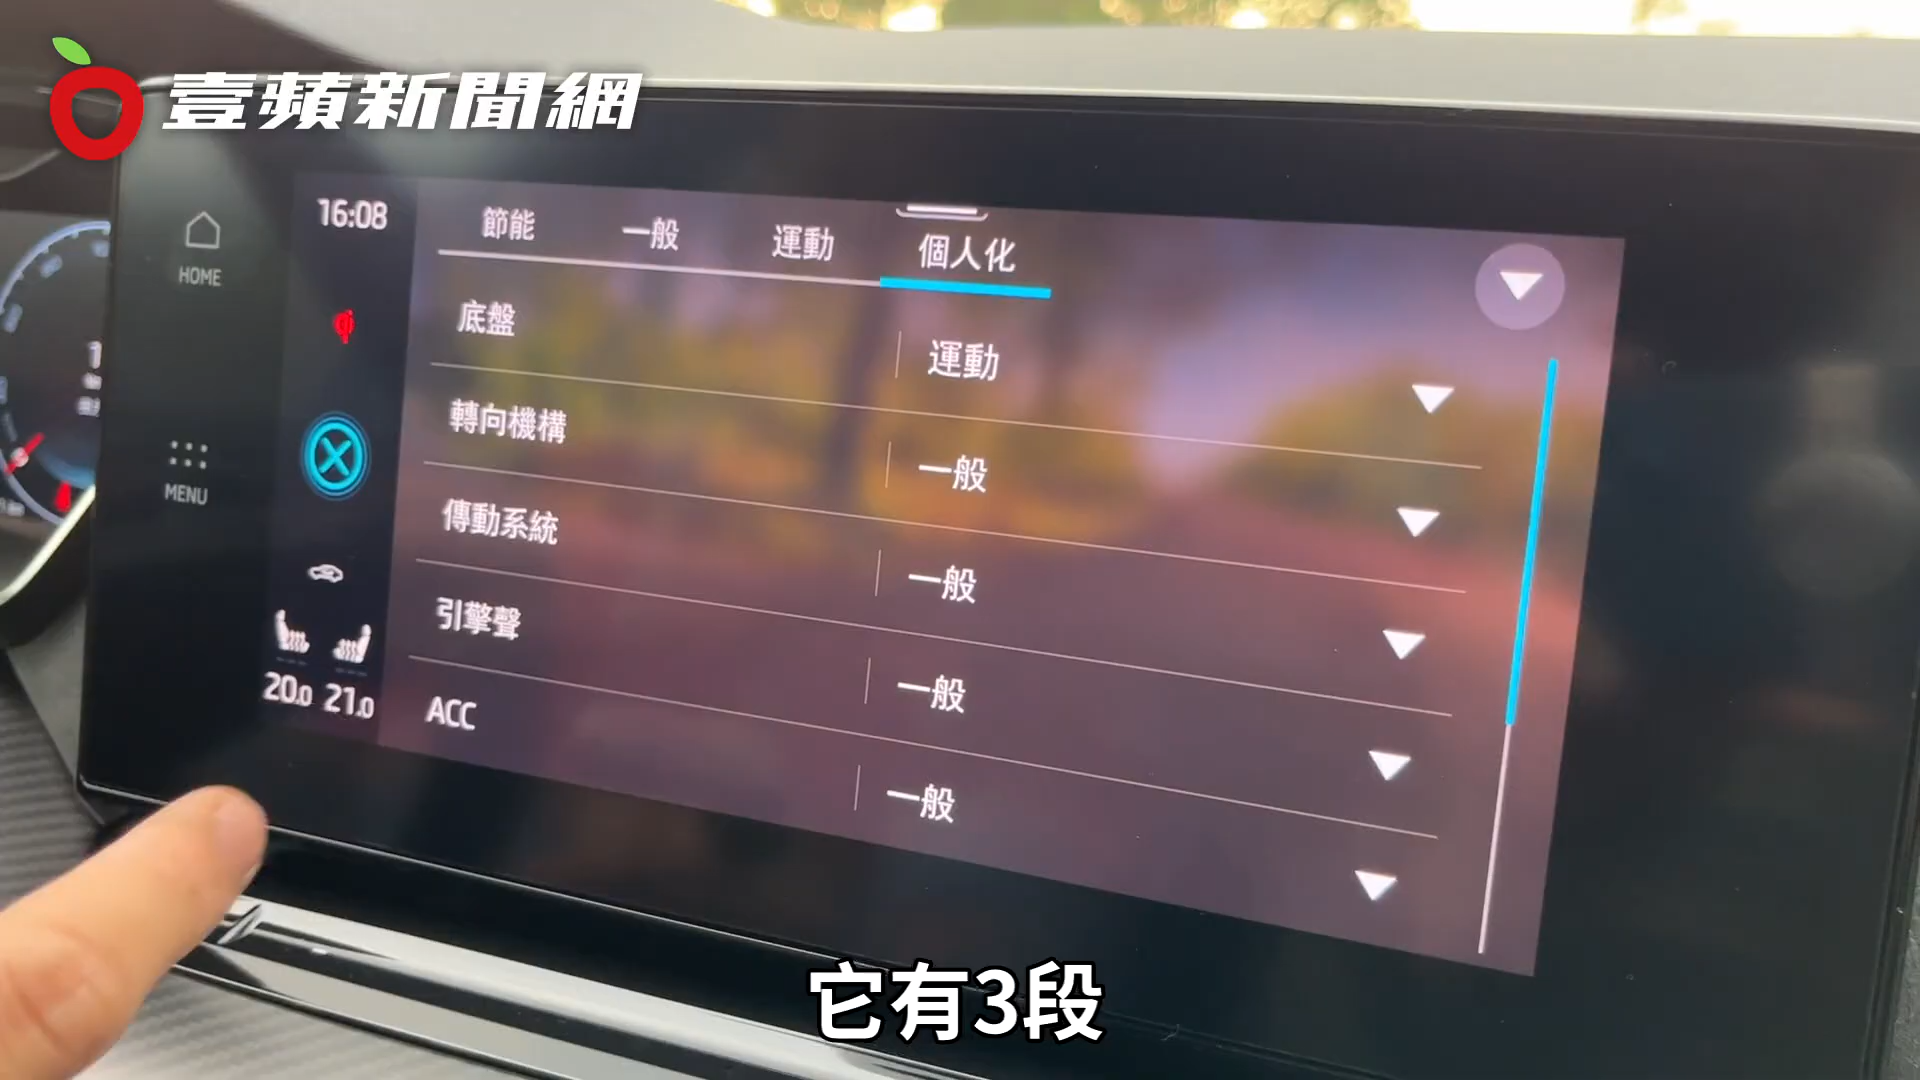 壹蘋新聞網
HOME
MENU
16:08
20.0 21.0
節能 一般 運動 個人化
底盤 運動
轉向機構 一般
傳動系統 一般
引擎聲 一般
ACC 一般
它有3段